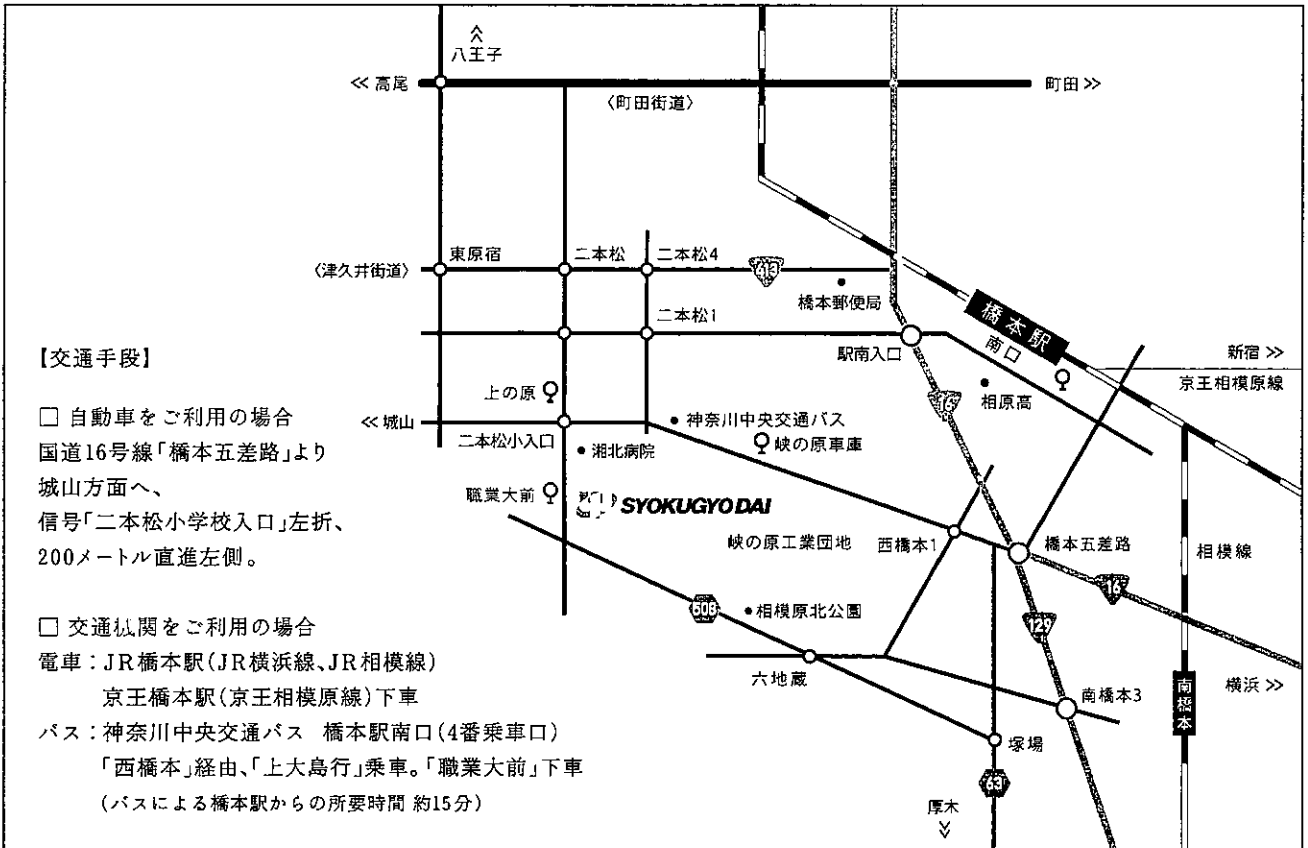 八王子
≪ 高尾
〈町田街道〉
町田 ≫
〈津久井街道〉
東原宿
二本松
二本松4
413
橋本郵便局
二本松1
駅南入口
橋本駅
南口
新宿 ≫
京王相模原線
相原高
16
上の原
≪ 城山
二本松小入口
湘北病院
神奈川中央交通バス
峡の原車庫
職業大前
SYOKUGYO DAI
峡の原工業団地
西橋本1
橋本五差路
相模線
16
508
相模原北公園
129
六地蔵
南橋本3
南橋本
横浜 ≫
塚場
63
厚木
【交通手段】
□ 自動車をご利用の場合
国道16号線「橋本五差路」より
城山方面へ、
信号「二本松小学校入口」左折、
200メートル直進左側。
□ 交通机関をご利用の場合
電車：JR橋本駅(JR横浜線、JR相模線)
京王橋本駅(京王相模原線)下車
バス：神奈川中央交通バス 橋本駅南口(4番乗車口)
「西橋本」経由、「上大島行」乗車。「職業大前」下車
(バスによる橋本駅からの所要時間 約15分)